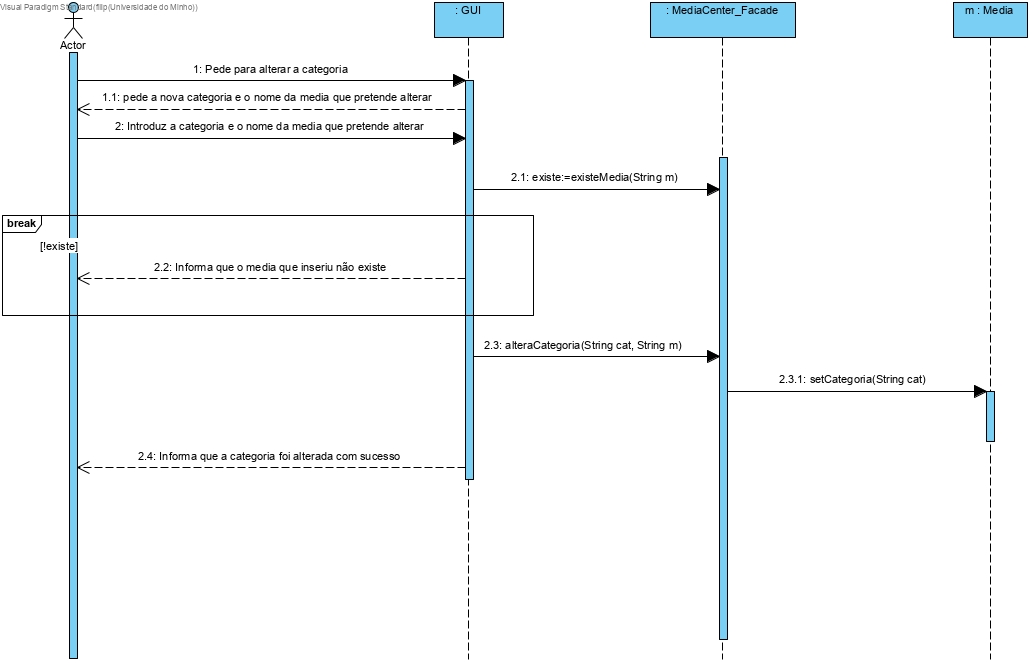 Visual Paradigm Standard(filip(Universidade do Minho))
: GUI
: MediaCenter_Facade
m : Media
Actor
1: Pede para alterar a categoria
1.1: pede a nova categoria e o nome da media que pretende alterar
2: Introduz a categoria e o nome da media que pretende alterar
2.1: existe:=existeMedia(String m)
break
[!existe]
2.2: Informa que o media que inseriu não existe
2.3: alteraCategoria(String cat, String m)
2.3.1: setCategoria(String cat)
2.4: Informa que a categoria foi alterada com sucesso